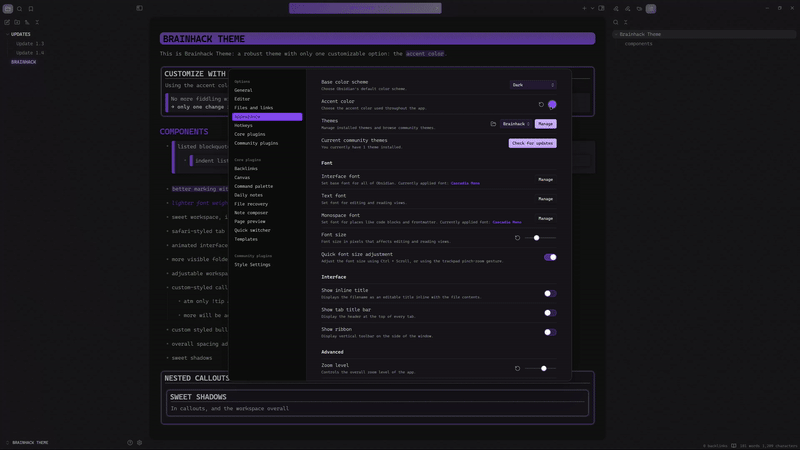 UPDATES
Update 1.5
Update 1.6
BRAINHACK
BRAINHACK THEME
This is Brainhack Theme: a robust theme with only one customizable option: the accent color.
CUSTOMIZE WITH
Using the accent col
No more fiddling w
+ only one change
COMPONENTS
listed blockquot
indent list
better marking wit
lighter font weigh
sweet workspace, i
safari-styled tab
animated interface
more visible folde
adjustable workspa
custom-styled call
atm only !tip
more will be a
custom styled bull
overall spacing ad
sweet shadows
NESTED CALLOUTS
SWEET SHADOWS
In callouts, and the workspace overall
Options
General
Editor
Files and links
Appearance
Hotkeys
Core plugins
Community plugins
Core plugins
Backlinks
Canvas
Command palette
Daily notes
File recovery
Note composer
Page preview
Quick switcher
Templates
Community plugins
Style Settings
Base color scheme
Choose Obsidian's default color scheme.
Dark
Accent color
Choose the accent color used throughout the app.
Themes
Manage installed themes and browse community themes.
Brainhack
Manage
Current community themes
You currently have 1 theme installed.
Check for updates
Font
Interface font
Set base font for all of Obsidian. Currently applied font: Cascadia Mono
Manage
Text font
Set font for editing and reading views.
Manage
Monospace font
Set font for places like code blocks and frontmatter. Currently applied font: Cascadia Mono
Manage
Font size
Font size in pixels that affects editing and reading views.
Quick font size adjustment
Adjust the font size using Ctrl + Scroll, or using the trackpad pinch-zoom gesture.
Interface
Show inline title
Displays the filename as an editable title inline with the file contents.
Show tab title bar
Display the header at the top of every tab.
Show ribbon
Display vertical toolbar on the side of the window.
Advanced
Zoom level
Controls the overall zoom level of the app.
Brainhack Theme
components
BRAINHACK THEME
0 backlinks